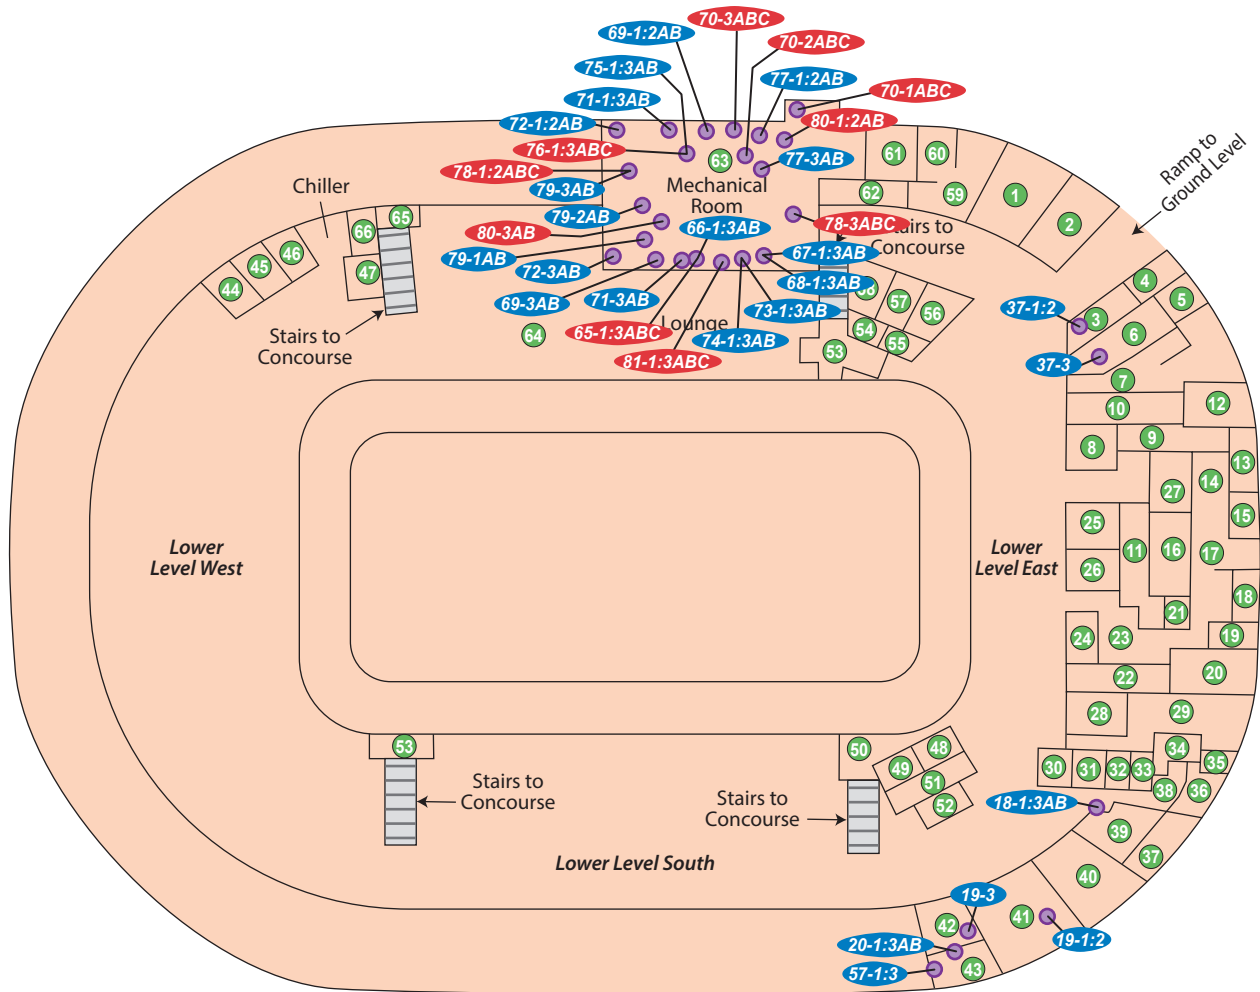 70-3ABC
69-1:2AB
70-2ABC
75-1:3AB
77-1:2AB
71-1:3AB
70-1ABC
72-1:2AB
80-1:2AB
76-1:3ABC
63
77-3AB
61
60
78-1:2ABC
79-3AB
Mechanical
Room
62
59
1
2
Ramp to
Ground Level
Chiller
65
66
79-2AB
80-3AB
66-1:3AB
78-3ABC
Stairs to
Concourse
46
45
44
47
79-1AB
72-3AB
67-1:3AB
68-1:3AB
69-3AB
71-3AB
73-1:3AB
58
57
56
4
5
37-1:2
3
6
Stairs to
Concourse
64
65-1:3ABC
Lounge
74-1:3AB
81-1:3ABC
54
55
53
37-3
7
10
12
8
9
13
14
27
15
25
11
16
17
26
Lower
Level West
Lower
Level East
18
21
24
23
19
22
20
28
29
53
50
48
49
51
52
34
35
30
31
32
33
38
36
Stairs to
Concourse
Stairs to
Concourse
18-1:3AB
39
37
40
Lower Level South
19-3
42
41
20-1:3AB
19-1:2
57-1:3
43